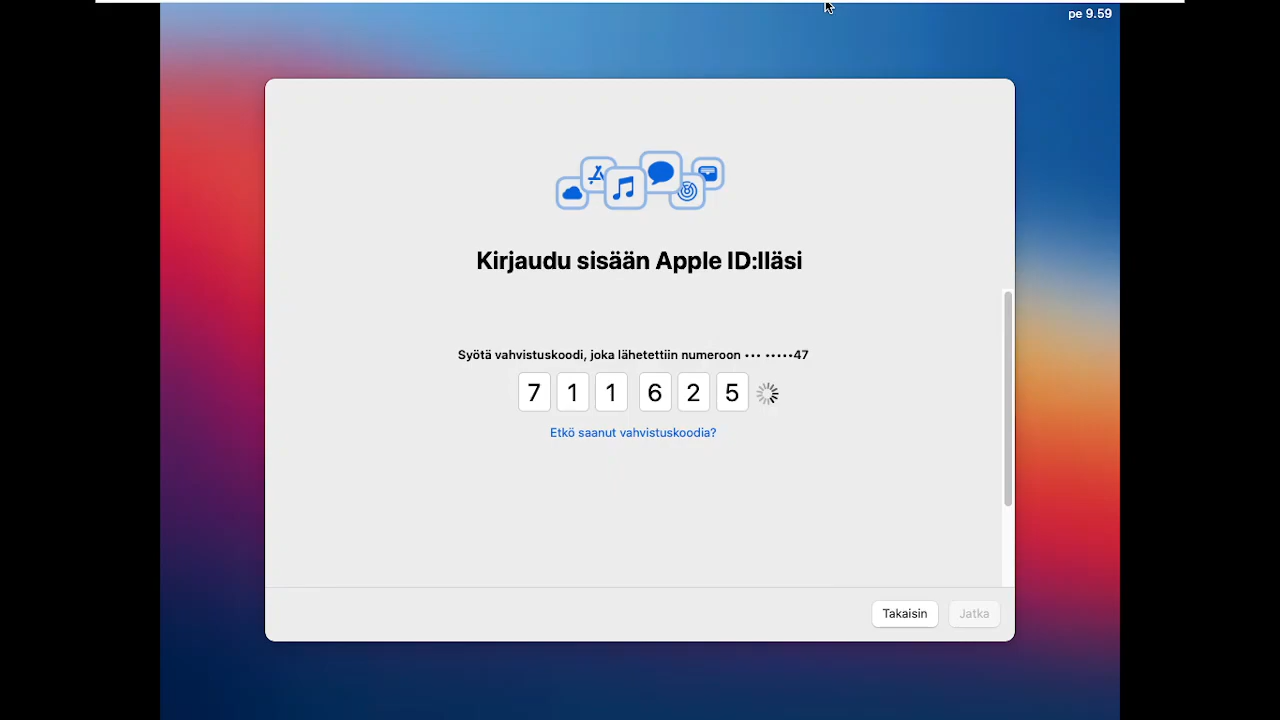 pe 9.59
Kirjaudu sisään Apple ID:lläsi
Syötä vahvistuskoodi, joka lähetettiin numeroon ••• •••••47
7 1 1 6 2 5
Etkö saanut vahvistuskoodia?
Takaisin Jatka